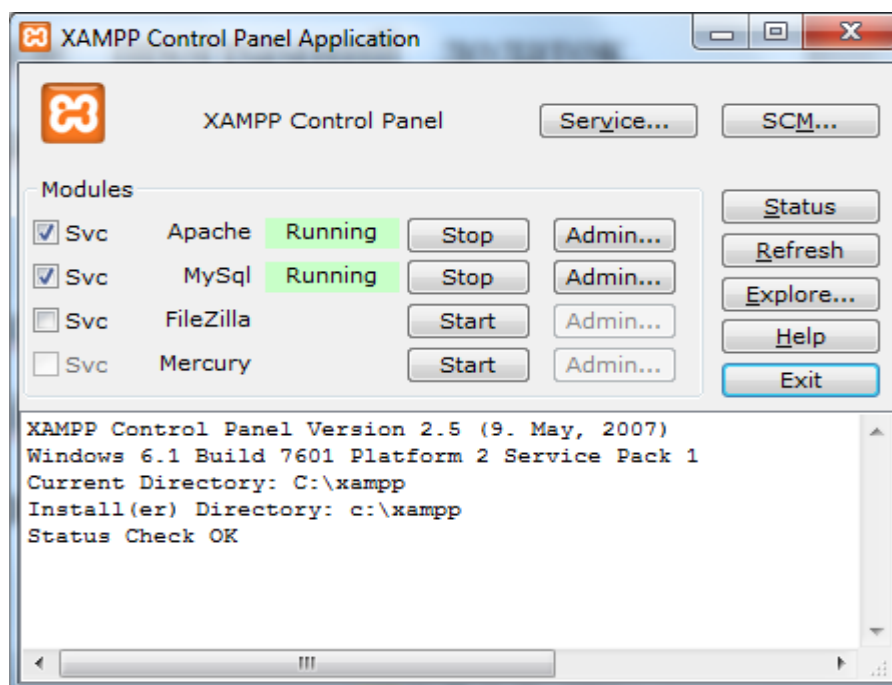 XAMPP Control Panel Application
XAMPP Control Panel Service... SCM...
Modules
Svc Apache Running Stop Admin...
Svc MySql Running Stop Admin...
Svc FileZilla Start Admin...
Svc Mercury Start Admin...
Status
Refresh
Explore...
Help
Exit
XAMPP Control Panel Version 2.5 (9. May, 2007)
Windows 6.1 Build 7601 Platform 2 Service Pack 1
Current Directory: C:\xampp
Install(er) Directory: c:\xampp
Status Check OK